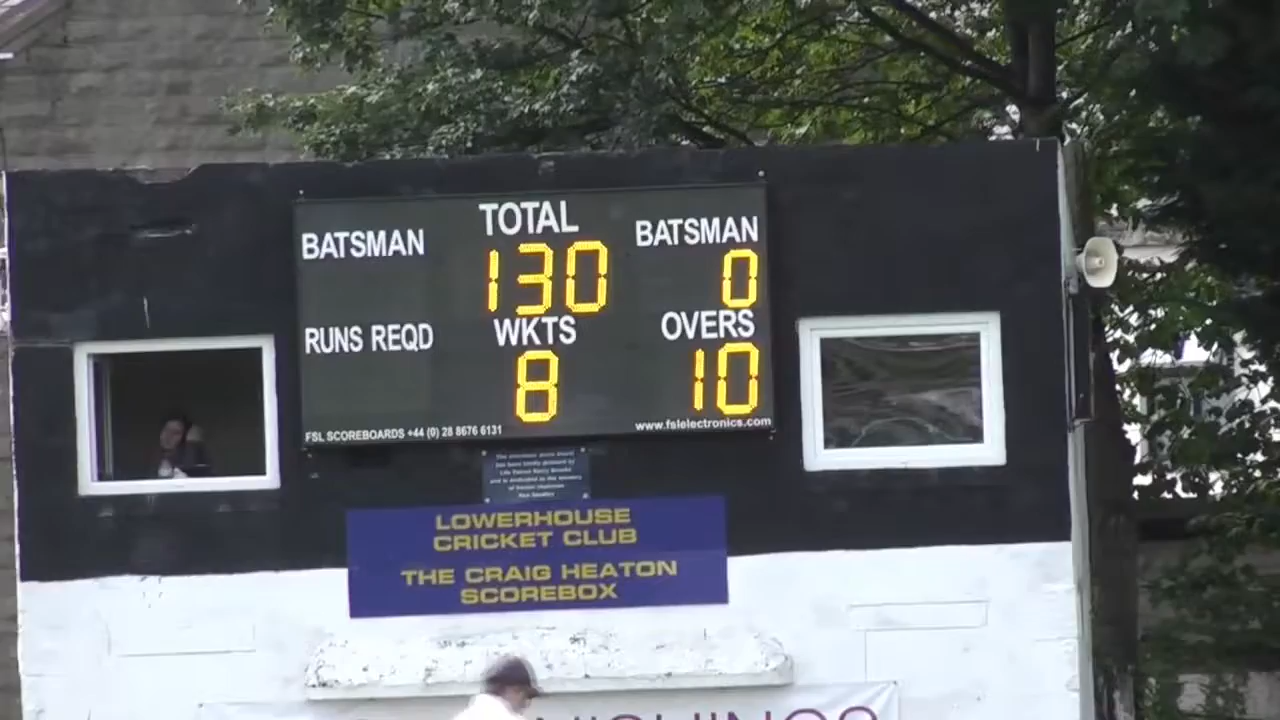 TOTAL
BATSMAN BATSMAN
130 0
RUNS REQD WKTS OVERS
8 10
FSL SCOREBOARDS +44 (0) 28 8676 6131 www.fslelectronics.com
LOWERHOUSE
CRICKET CLUB
THE CRAIG HEATON
SCOREBOX